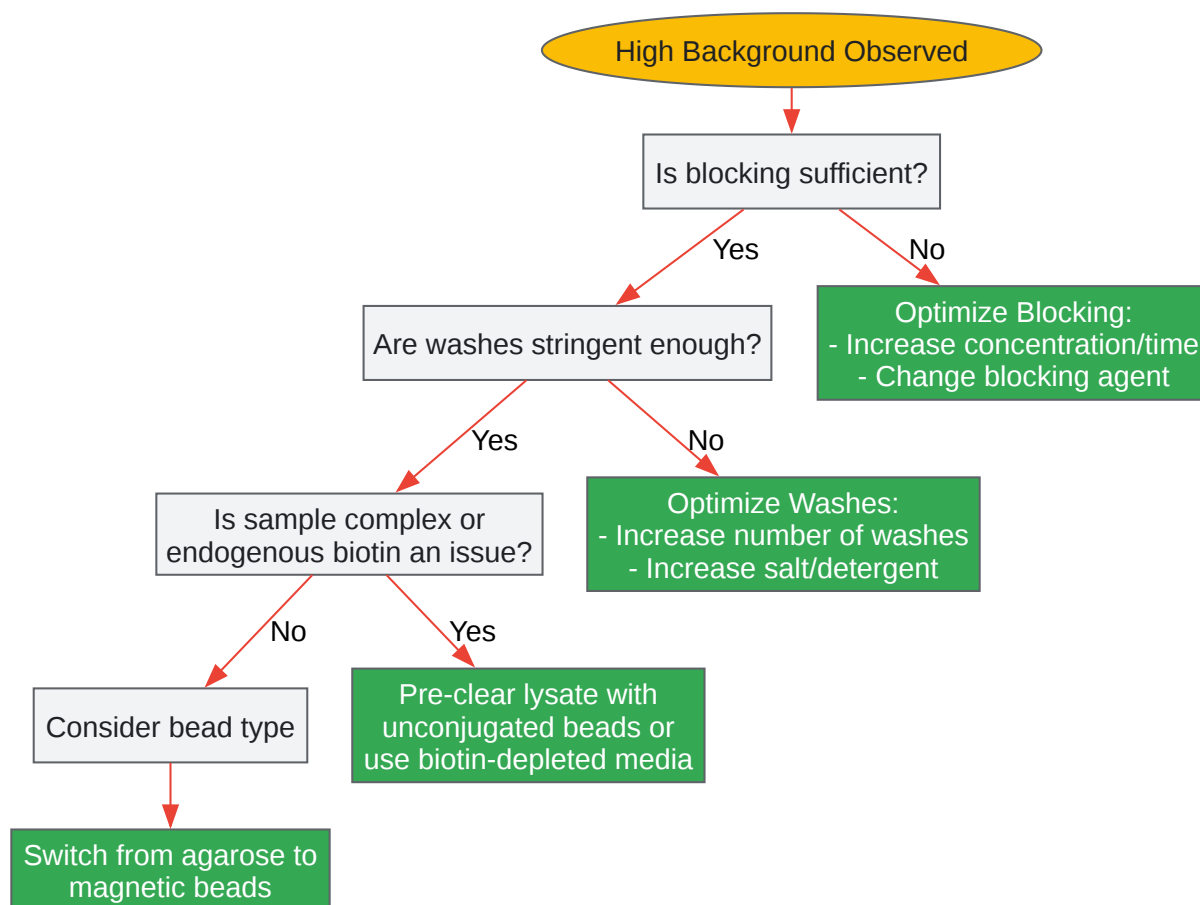 High Background Observed
Is blocking sufficient?
Yes
No
Optimize Blocking:
- Increase concentration/time
- Change blocking agent
Are washes stringent enough?
Yes
No
Optimize Washes:
- Increase number of washes
- Increase salt/detergent
Is sample complex or
endogenous biotin an issue?
No
Yes
Pre-clear lysate with
unconjugated beads or
use biotin-depleted media
Consider bead type
Switch from agarose to
magnetic beads